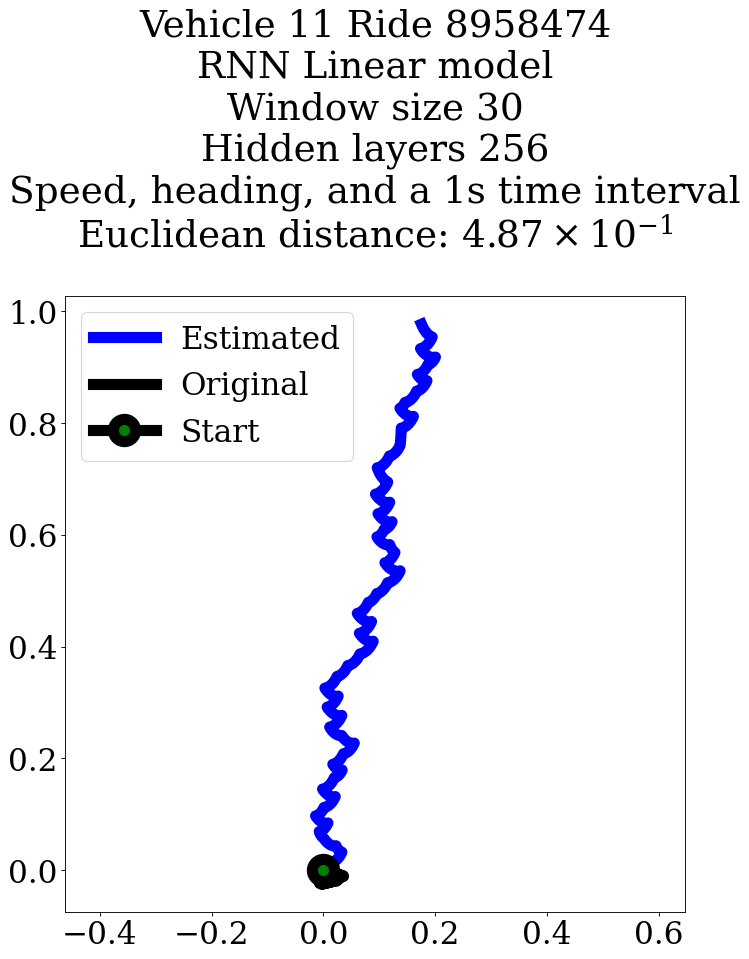 Vehicle 11 Ride 8958474
RNN Linear model
Window size 30
Hidden layers 256
Speed, heading, and a 1s time interval
Euclidean distance: 4.87 × 10⁻¹
Estimated
Original
Start
1.0
0.8
0.6
0.4
0.2
0.0
−0.4 −0.2 0.0 0.2 0.4 0.6